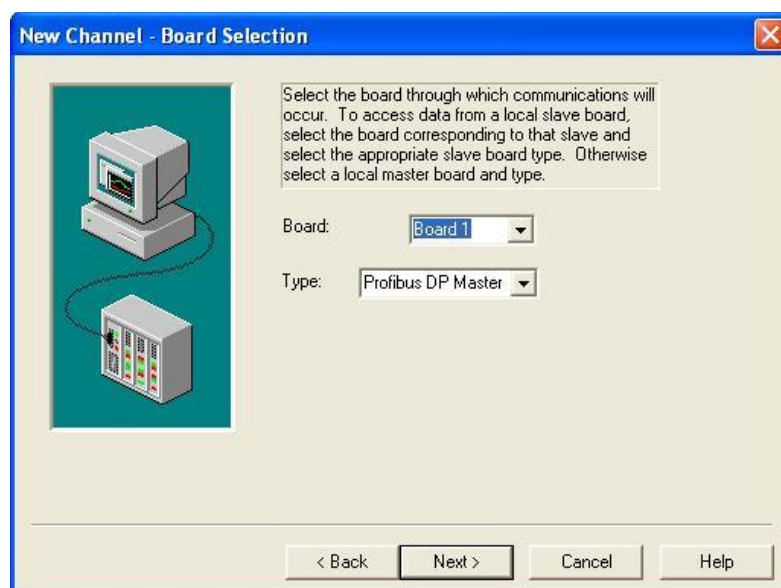 New Channel - Board Selection
Select the board through which communications will
occur. To access data from a local slave board,
select the board corresponding to that slave and
select the appropriate slave board type. Otherwise
select a local master board and type.
Board: Board 1
Type: Profibus DP Master
< Back Next > Cancel Help